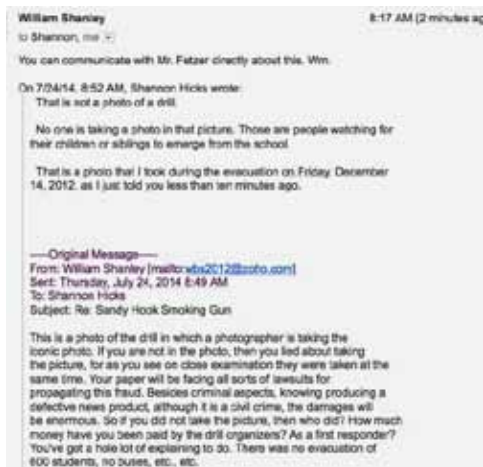 William Shanley 8:17 AM (2 minutes ag
to Shannon, me
You can communicate with Mr. Fetzer directly about this. Wm.
On 7/24/14, 8:52 AM, Shannon Hicks wrote:
That is not a photo of a drill.
No one is taking a photo in that picture. Those are people watching for
their children or siblings to emerge from the school.
That is a photo that I took during the evacuation on Friday, December
14, 2012, as I just told you less than ten minutes ago.
-----Original Message-----
From: William Shanley [mailto:wbs2012@zoho.com]
Sent: Thursday, July 24, 2014 8:49 AM
To: Shannon Hicks
Subject: Re: Sandy Hook Smoking Gun
This is a photo of the drill in which a photographer is taking the
iconic photo. If you are not in the photo, then you lied about taking
the picture, for as you see on close examination they were taken at the
same time. Your paper will be facing all sorts of lawsuits for
propagating this fraud. Besides criminal aspects, knowing producing a
defective news product, although it is a civil crime, the damages will
be enormous. So if you did not take the picture, then who did? How much
money have you been paid by the drill organizers? As a first responder?
You've got a hole lot of explaining to do. There was no evacuation of
600 students, no buses, etc., etc.